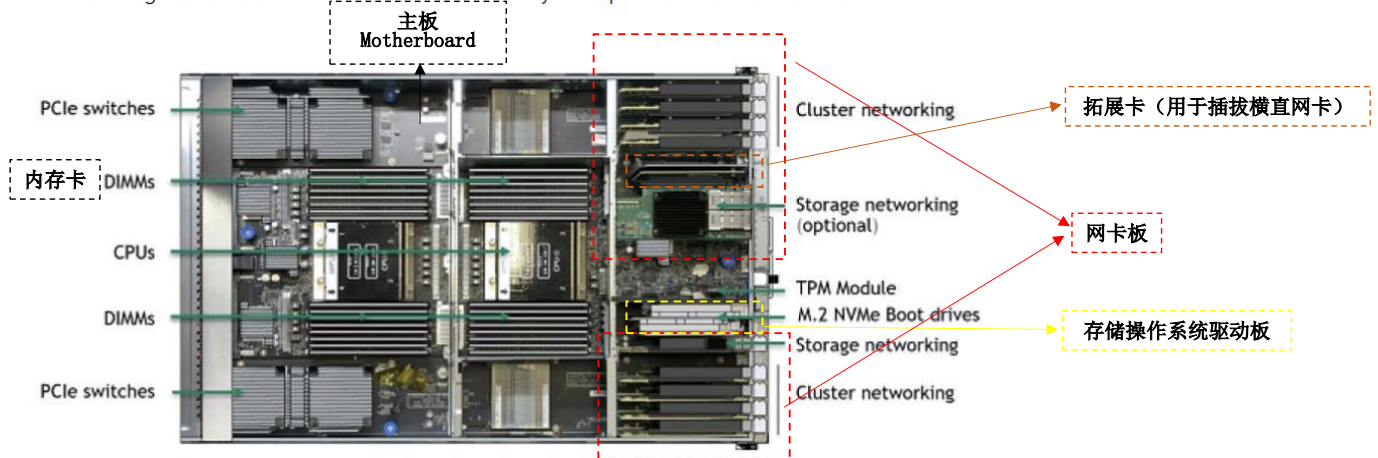 主板
Motherboard
PCIe switches
Cluster networking
拓展卡（用于插拔横直网卡）
内存卡
DIMMs
Storage networking
(optional)
网卡板
CPUs
TPM Module
M.2 NVMe Boot drives
DIMMs
存储操作系统驱动板
Storage networking
PCIe switches
Cluster networking